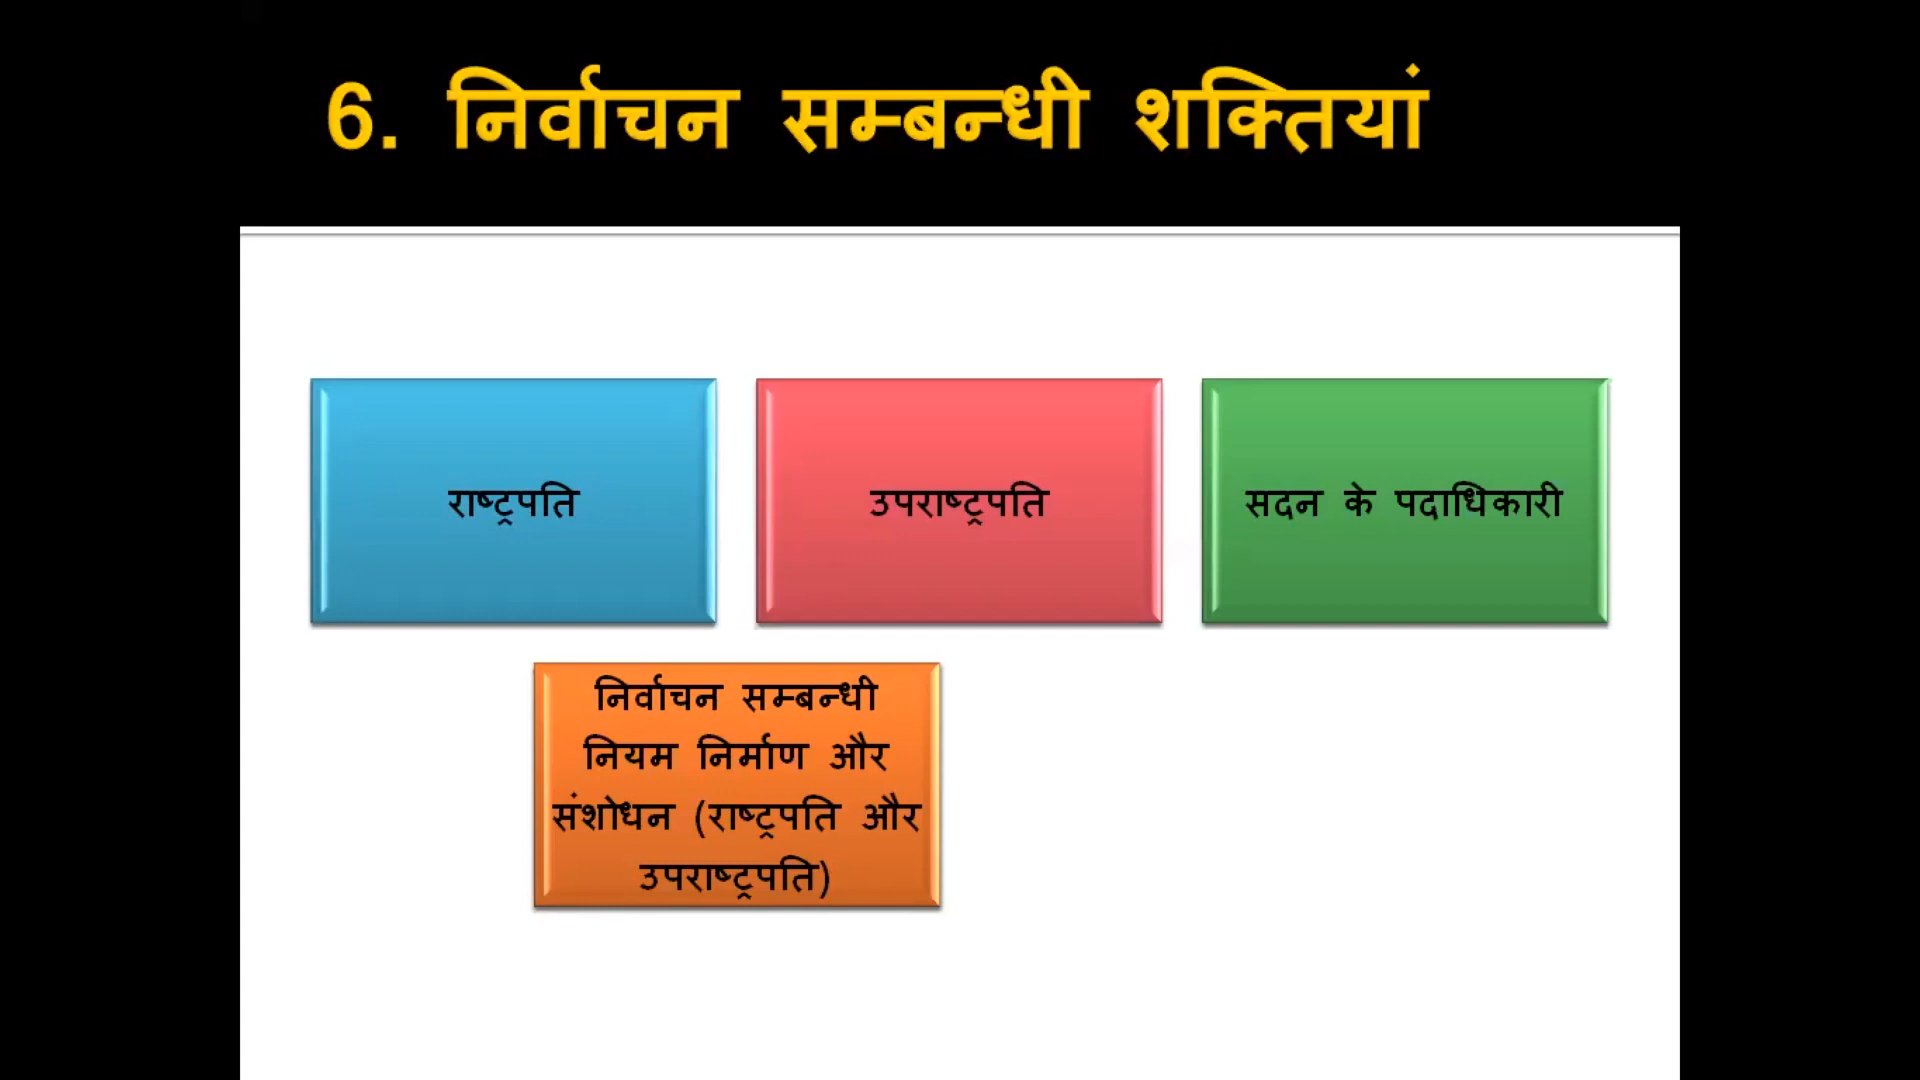 6. निर्वाचन सम्बन्धी शक्तियां
राष्ट्रपति
उपराष्ट्रपति
सदन के पदाधिकारी
निर्वाचन सम्बन्धी
नियम निर्माण और
संशोधन (राष्ट्रपति और
उपराष्ट्रपति)